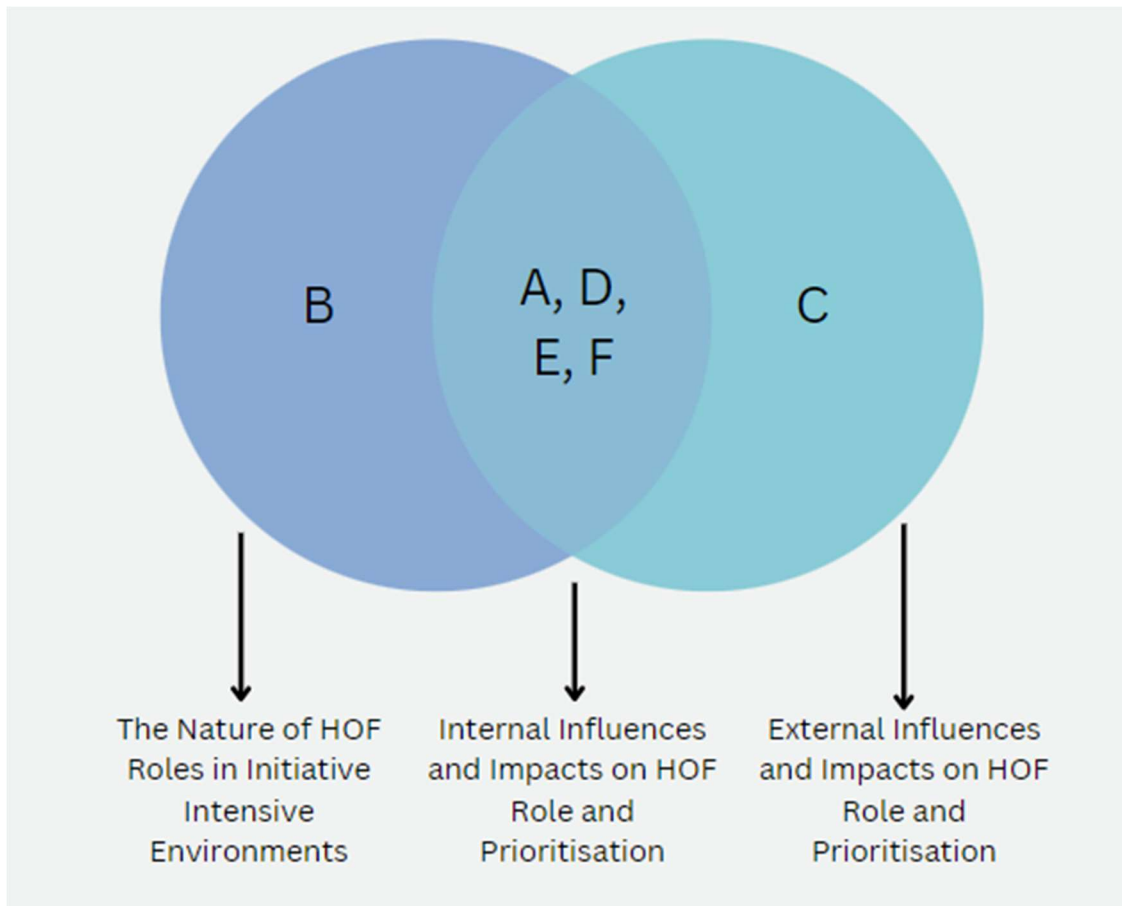 B
A, D,
E, F
C
The Nature of HOF
Roles in Initiative
Intensive
Environments
Internal Influences
and Impacts on HOF
Role and
Prioritisation
External Influences
and Impacts on HOF
Role and
Prioritisation